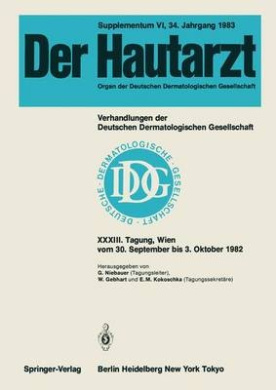 Supplementum VI, 34. Jahrgang 1983
Der Hautarzt
Organ der Deutschen Dermatologischen Gesellschaft
Verhandlungen der
Deutschen Dermatologischen Gesellschaft
DEUTSCHE · DERMATOLOGISCHE · GESELLSCHAFT ·
DDG
XXXIII. Tagung, Wien
vom 30. September bis 3. Oktober 1982
Herausgegeben von
G. Niebauer (Tagungsleiter),
W. Gebhart und E. M. Kokoschka (Tagungssekretäre)
Springer-Verlag Berlin Heidelberg New York Tokyo